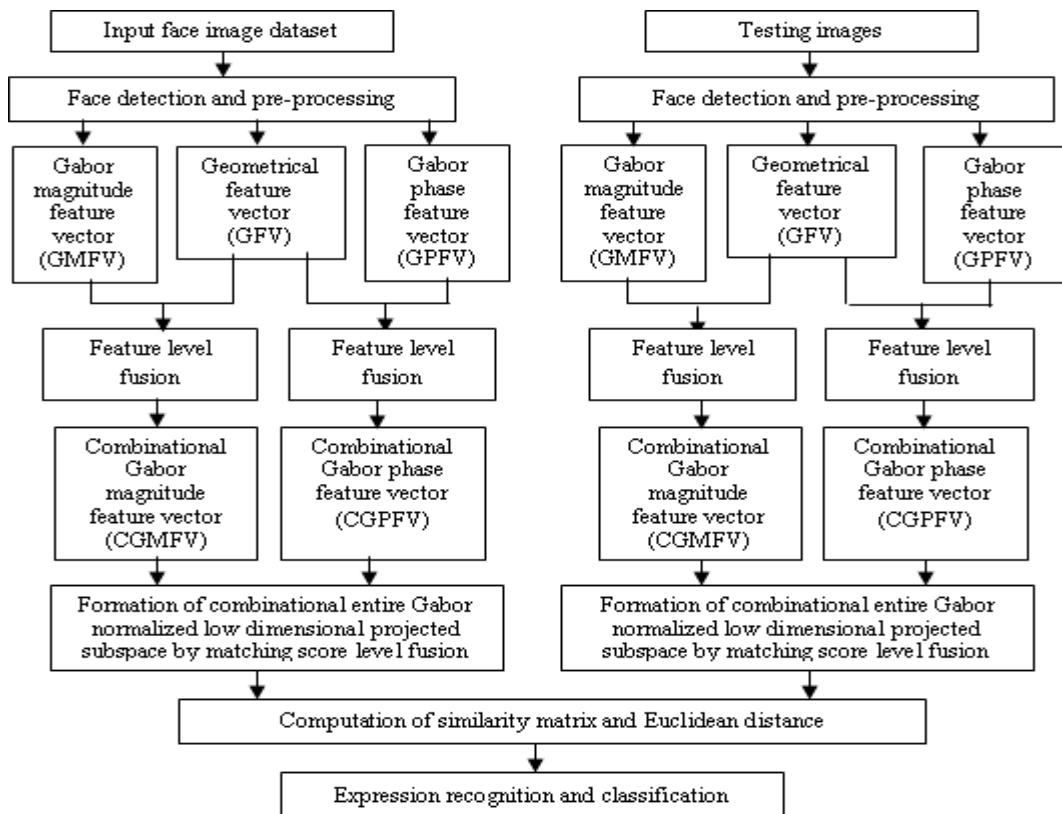 Input face image dataset
Face detection and pre-processing
Gabor
magnitude
feature
vector
(GMFV)
Geometrical
feature
vector
(GFV)
Gabor
phase
feature
vector
(GPFV)
Feature level
fusion
Feature level
fusion
Combinational
Gabor
magnitude
feature vector
(CGMFV)
Combinational
Gabor phase
feature vector
(CGPFV)
Formation of combinational entire Gabor
normalized low dimensional projected
subspace by matching score level fusion
Testing images
Face detection and pre-processing
Gabor
magnitude
feature
vector
(GMFV)
Geometrical
feature
vector
(GFV)
Gabor
phase
feature
vector
(GPFV)
Feature level
fusion
Feature level
fusion
Combinational
Gabor
magnitude
feature vector
(CGMFV)
Combinational
Gabor phase
feature vector
(CGPFV)
Formation of combinational entire Gabor
normalized low dimensional projected
subspace by matching score level fusion
Computation of similarity matrix and Euclidean distance
Expression recognition and classification